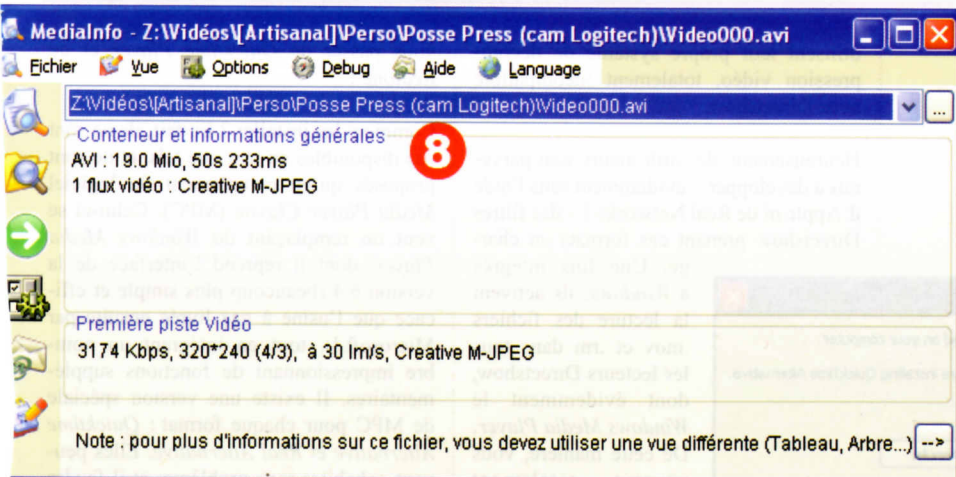 MediaInfo - Z:\Vidéos\[Artisanal]\Perso\Posse Press (cam Logitech)\Video000.avi
Fichier Vue Options Debug Aide Language
Z:\Vidéos\[Artisanal]\Perso\Posse Press (cam Logitech)\Video000.avi
...
Conteneur et informations générales
8
AVI : 19.0 Mio, 50s 233ms
1 flux vidéo : Creative M-JPEG
Première piste Vidéo
3174 Kbps, 320*240 (4/3), à 30 Im/s, Creative M-JPEG
Note : pour plus d'informations sur ce fichier, vous devez utiliser une vue différente (Tableau, Arbre...) -->